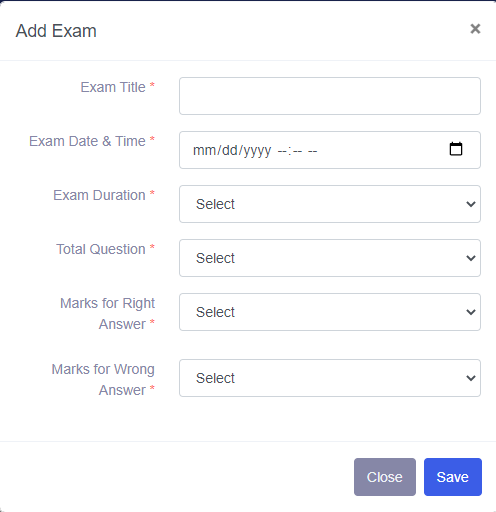 Add Exam ×
Exam Title *
Exam Date & Time * mm/dd/yyyy --:-- --
Exam Duration * Select
Total Question * Select
Marks for Right
Answer * Select
Marks for Wrong
Answer * Select
Close Save